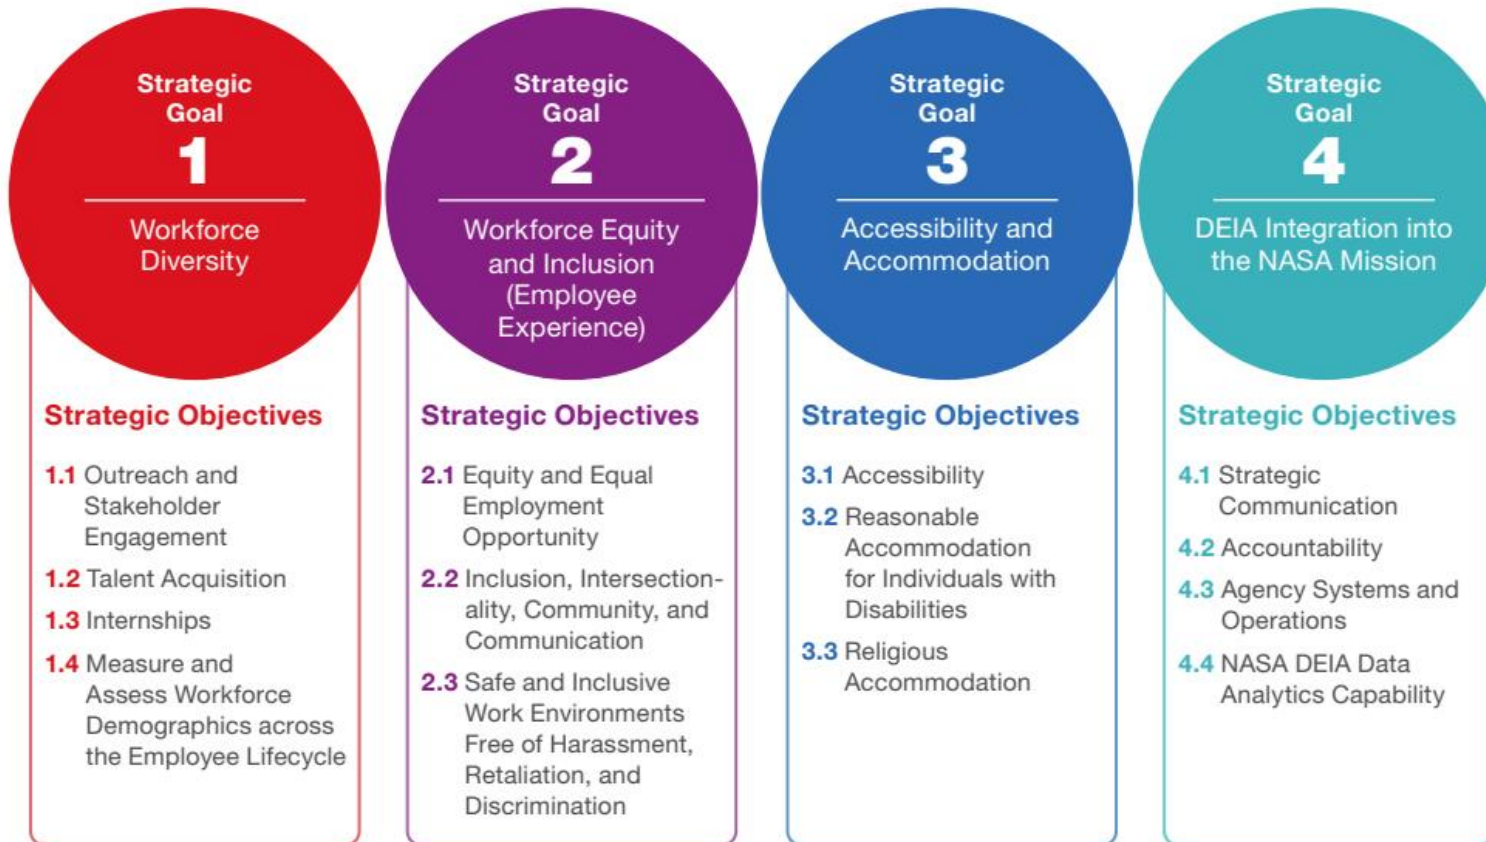 Strategic
Goal
1
Workforce
Diversity
Strategic Objectives
1.1 Outreach and
Stakeholder
Engagement
1.2 Talent Acquisition
1.3 Internships
1.4 Measure and
Assess Workforce
Demographics across
the Employee Lifecycle
Strategic
Goal
2
Workforce Equity
and Inclusion
(Employee
Experience)
Strategic Objectives
2.1 Equity and Equal
Employment
Opportunity
2.2 Inclusion, Intersection-
ality, Community, and
Communication
2.3 Safe and Inclusive
Work Environments
Free of Harassment,
Retaliation, and
Discrimination
Strategic
Goal
3
Accessibility and
Accommodation
Strategic Objectives
3.1 Accessibility
3.2 Reasonable
Accommodation
for Individuals with
Disabilities
3.3 Religious
Accommodation
Strategic
Goal
4
DEIA Integration into
the NASA Mission
Strategic Objectives
4.1 Strategic
Communication
4.2 Accountability
4.3 Agency Systems and
Operations
4.4 NASA DEIA Data
Analytics Capability